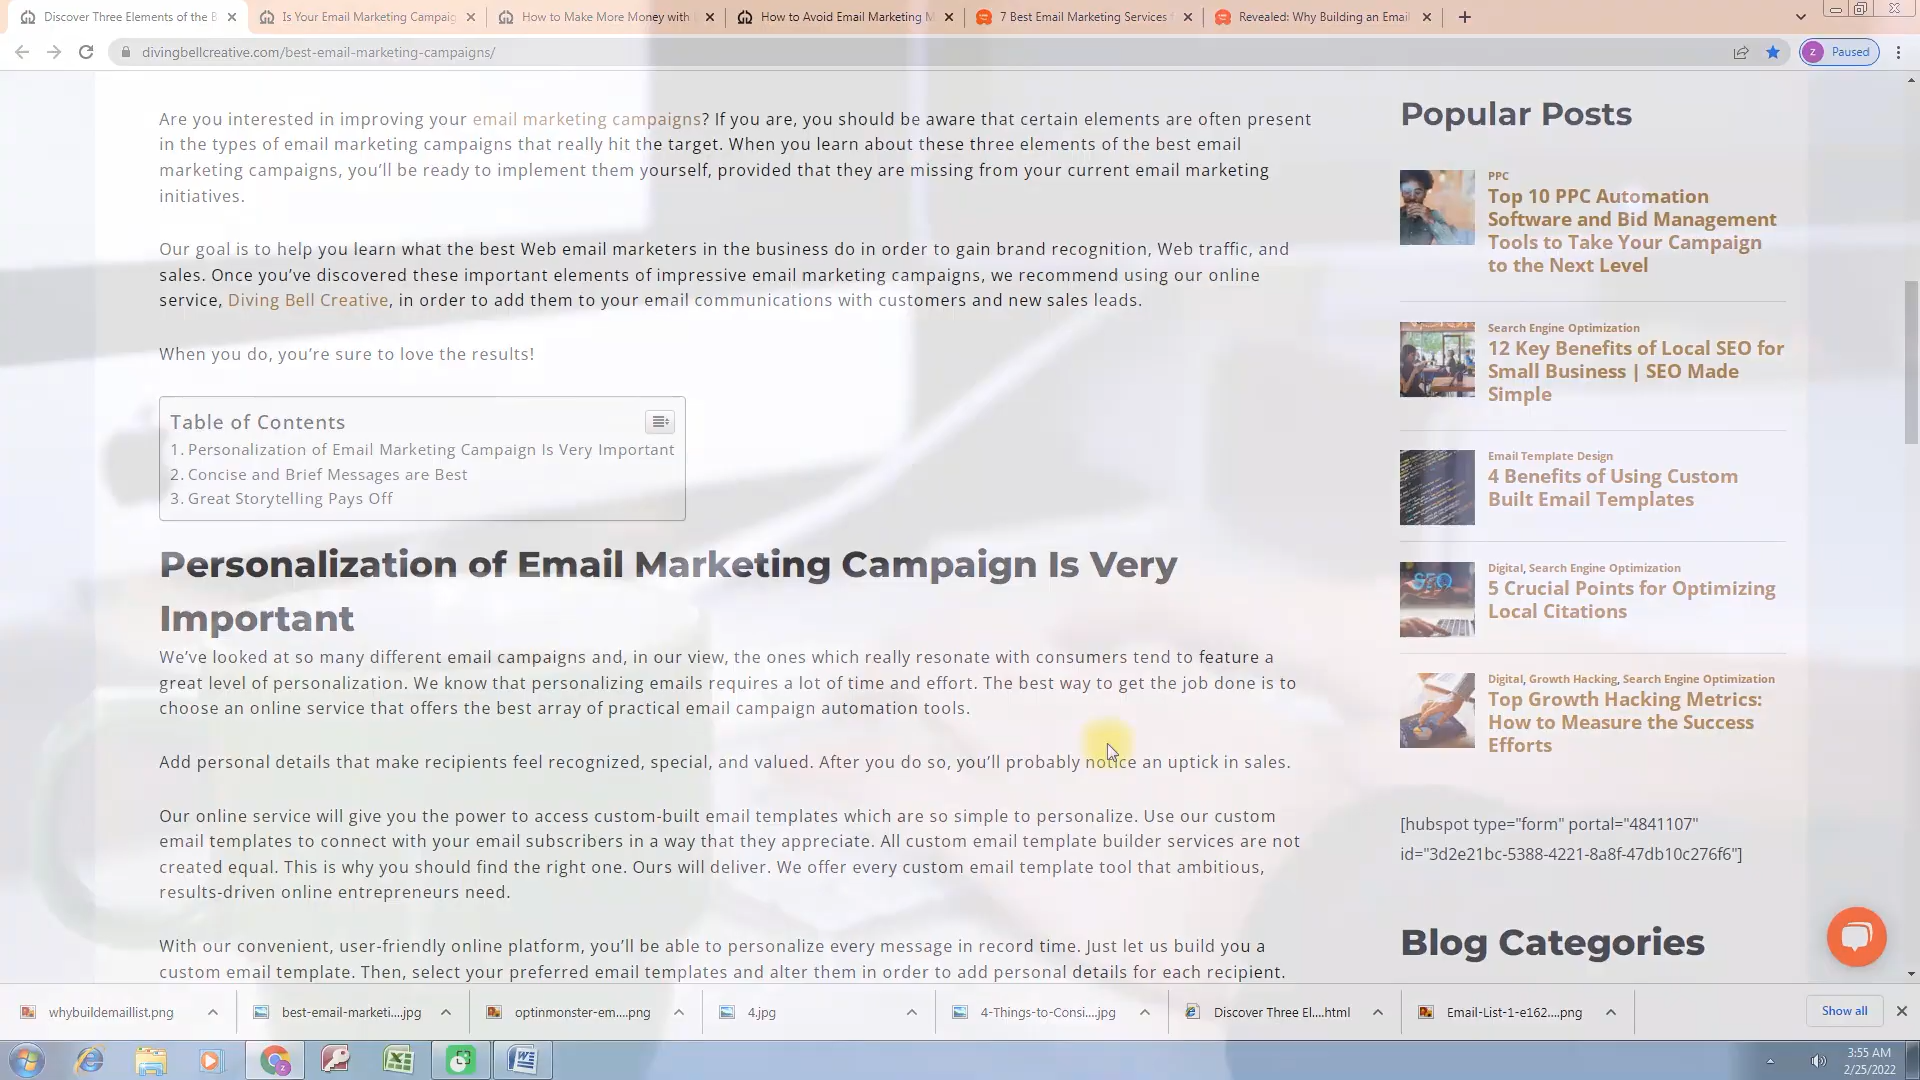 Discover Three Elements of the B
Is Your Email Marketing Campaig
How to Make More Money with
How to Avoid Email Marketing M
7 Best Email Marketing Services
Revealed: Why Building an Email
divingbellcreative.com/best-email-marketing-campaigns/
z Paused
Are you interested in improving your email marketing campaigns? If you are, you should be aware that certain elements are often present
in the types of email marketing campaigns that really hit the target. When you learn about these three elements of the best email
marketing campaigns, you’ll be ready to implement them yourself, provided that they are missing from your current email marketing
initiatives.
Our goal is to help you learn what the best Web email marketers in the business do in order to gain brand recognition, Web traffic, and
sales. Once you’ve discovered these important elements of impressive email marketing campaigns, we recommend using our online
service, Diving Bell Creative, in order to add them to your email communications with customers and new sales leads.
When you do, you’re sure to love the results!
Table of Contents
1. Personalization of Email Marketing Campaign Is Very Important
2. Concise and Brief Messages are Best
3. Great Storytelling Pays Off
Personalization of Email Marketing Campaign Is Very
Important
We’ve looked at so many different email campaigns and, in our view, the ones which really resonate with consumers tend to feature a
great level of personalization. We know that personalizing emails requires a lot of time and effort. The best way to get the job done is to
choose an online service that offers the best array of practical email campaign automation tools.
Add personal details that make recipients feel recognized, special, and valued. After you do so, you’ll probably notice an uptick in sales.
Our online service will give you the power to access custom-built email templates which are so simple to personalize. Use our custom
email templates to connect with your email subscribers in a way that they appreciate. All custom email template builder services are not
created equal. This is why you should find the right one. Ours will deliver. We offer every custom email template tool that ambitious,
results-driven online entrepreneurs need.
With our convenient, user-friendly online platform, you’ll be able to personalize every message in record time. Just let us build you a
custom email template. Then, select your preferred email templates and alter them in order to add personal details for each recipient.
Popular Posts
PPC
Top 10 PPC Automation
Software and Bid Management
Tools to Take Your Campaign
to the Next Level
Search Engine Optimization
12 Key Benefits of Local SEO for
Small Business | SEO Made
Simple
Email Template Design
4 Benefits of Using Custom
Built Email Templates
SEO
Digital, Search Engine Optimization
5 Crucial Points for Optimizing
Local Citations
Digital, Growth Hacking, Search Engine Optimization
Top Growth Hacking Metrics:
How to Measure the Success
Efforts
[hubspot type="form" portal="4841107"
id="3d2e21bc-5388-4221-8a8f-47db10c276f6"]
Blog Categories
whybuildemaillist.png
best-email-marketi....jpg
optinmonster-em....png
4.jpg
4-Things-to-Consi....jpg
Discover Three El....html
Email-List-1-e162....png
Show all
3:55 AM
2/25/2022